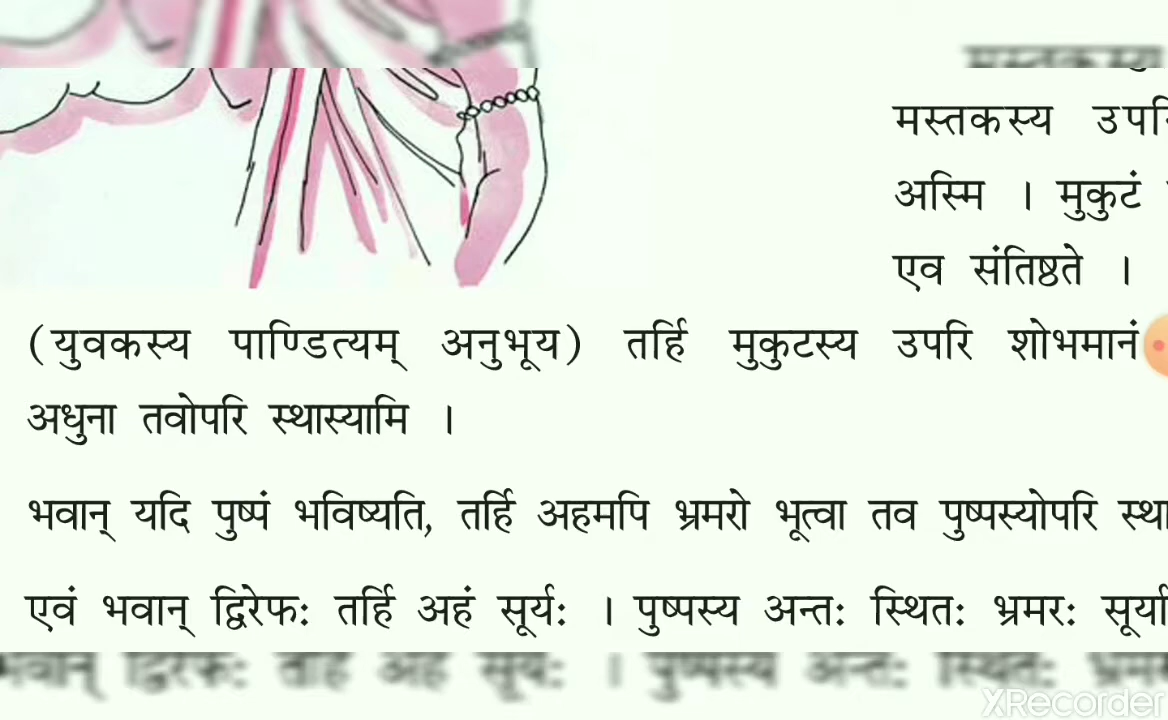 मस्तकस्य
अस्मि । मुकुटं
एव संतिष्ठते ।
(युवकस्य पाण्डित्यम् अनुभूय) तर्हि मुकुटस्य उपरि शोभमानं
अधुना तवोपरि स्थास्यामि ।
भवान् यदि पुष्पं भविष्यति, तर्हि अहमपि भ्रमरो भूत्वा तव पुष्पस्योपरि
एवं भवान् द्विरेफः तर्हि अहं सूर्यः । पुष्पस्य अन्तः स्थितः भ्रमरः
XRecorder